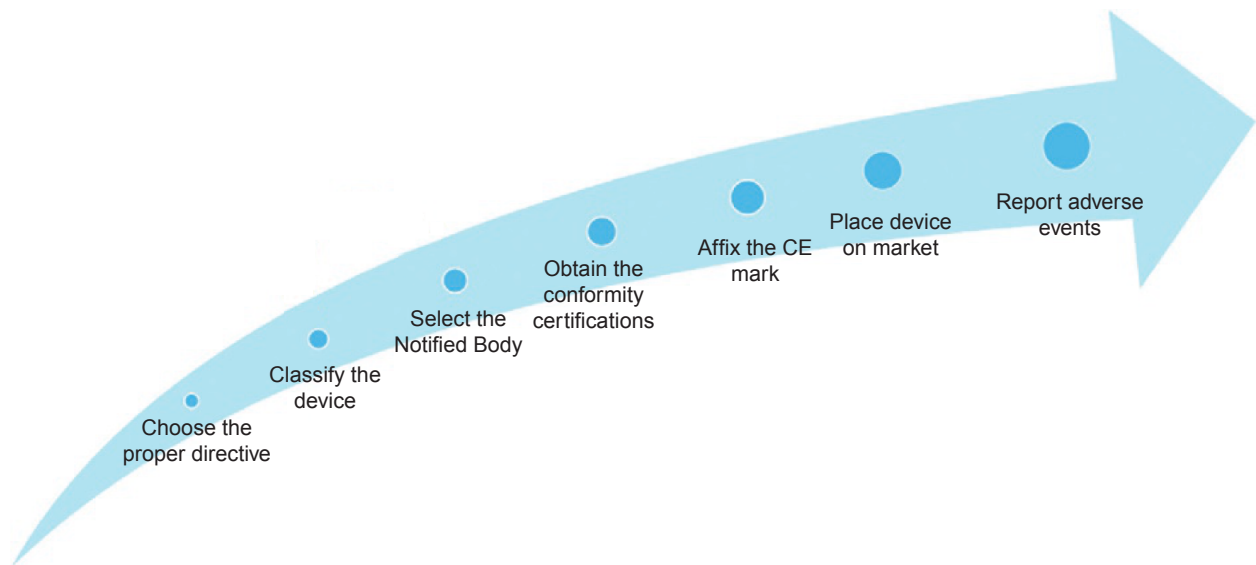 Choose the
proper directive
Classify the
device
Select the
Notified Body
Obtain the
conformity
certifications
Affix the CE
mark
Place device
on market
Report adverse
events